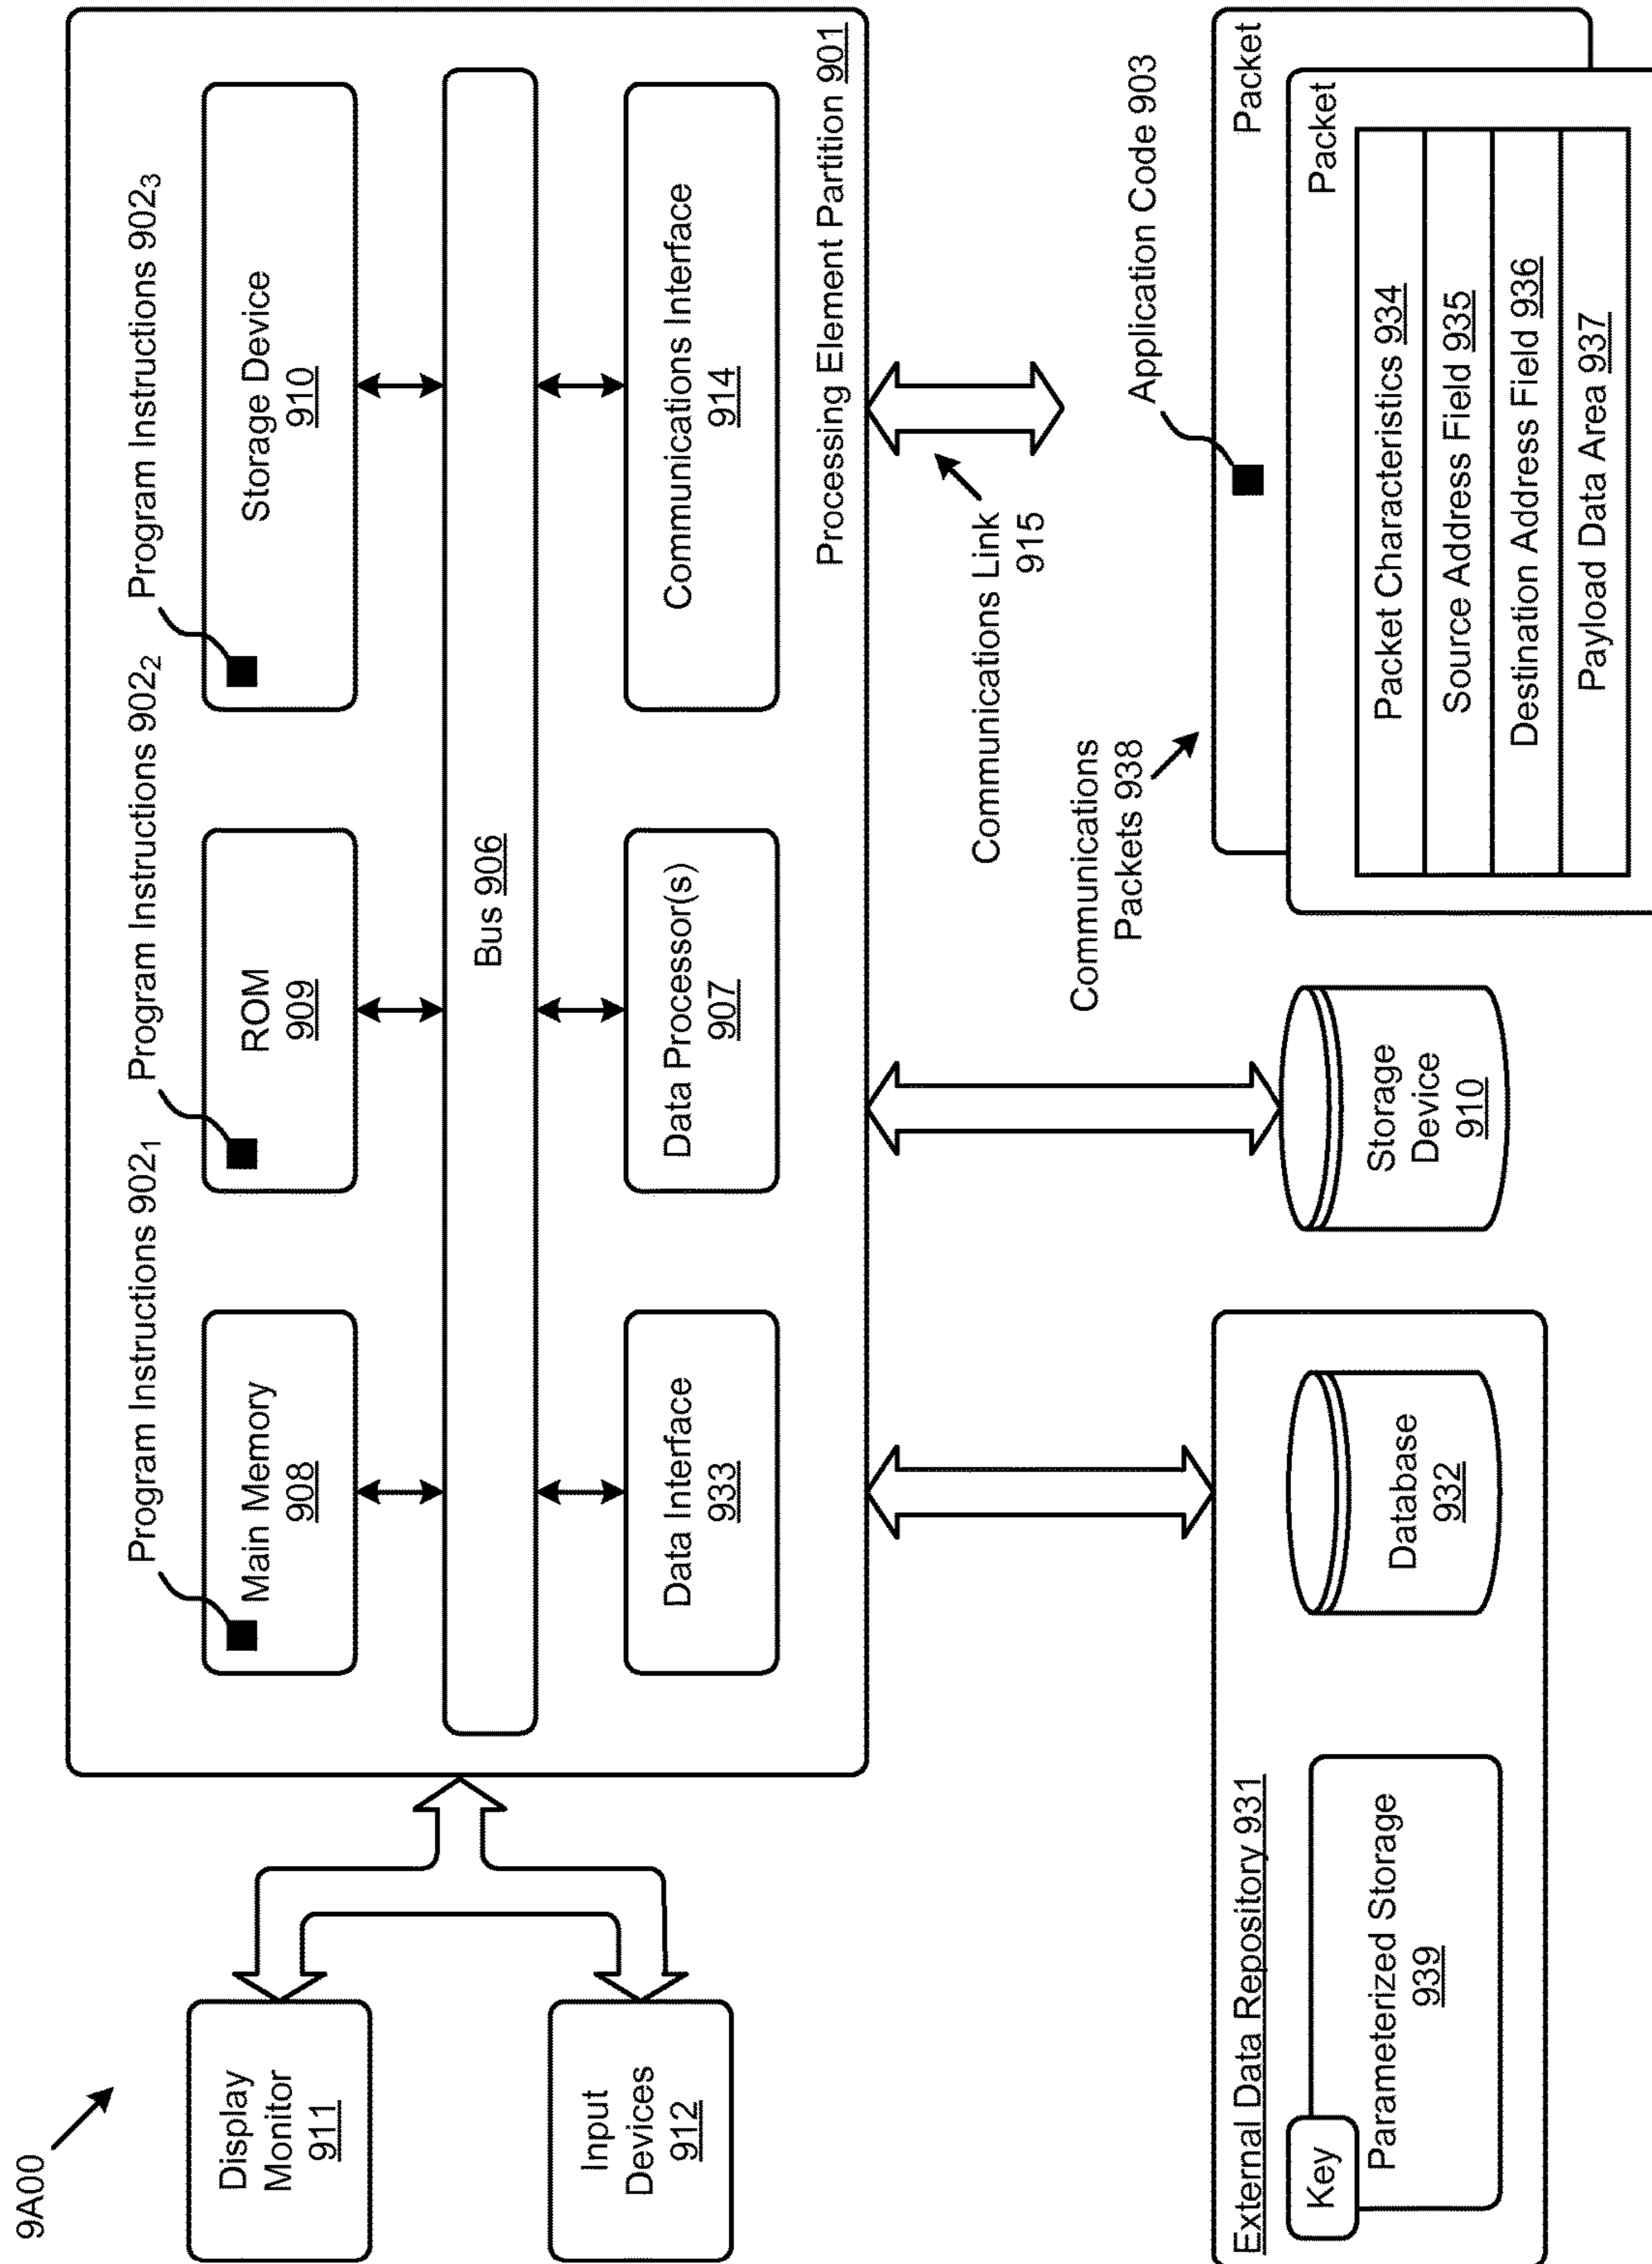 9A00
Program Instructions 902₁
Program Instructions 902₂
Program Instructions 902₃
Display
Monitor
911
Input
Devices
912
Main Memory
908
ROM
909
Storage Device
910
Bus 906
Data Interface
933
Data Processor(s)
907
Communications Interface
914
Processing Element Partition 901
Communications Link
915
Application Code 903
Communications
Packets 938
External Data Repository 931
Key
Parameterized Storage
939
Database
932
Storage
Device
910
Packet
Packet
Packet Characteristics 934
Source Address Field 935
Destination Address Field 936
Payload Data Area 937